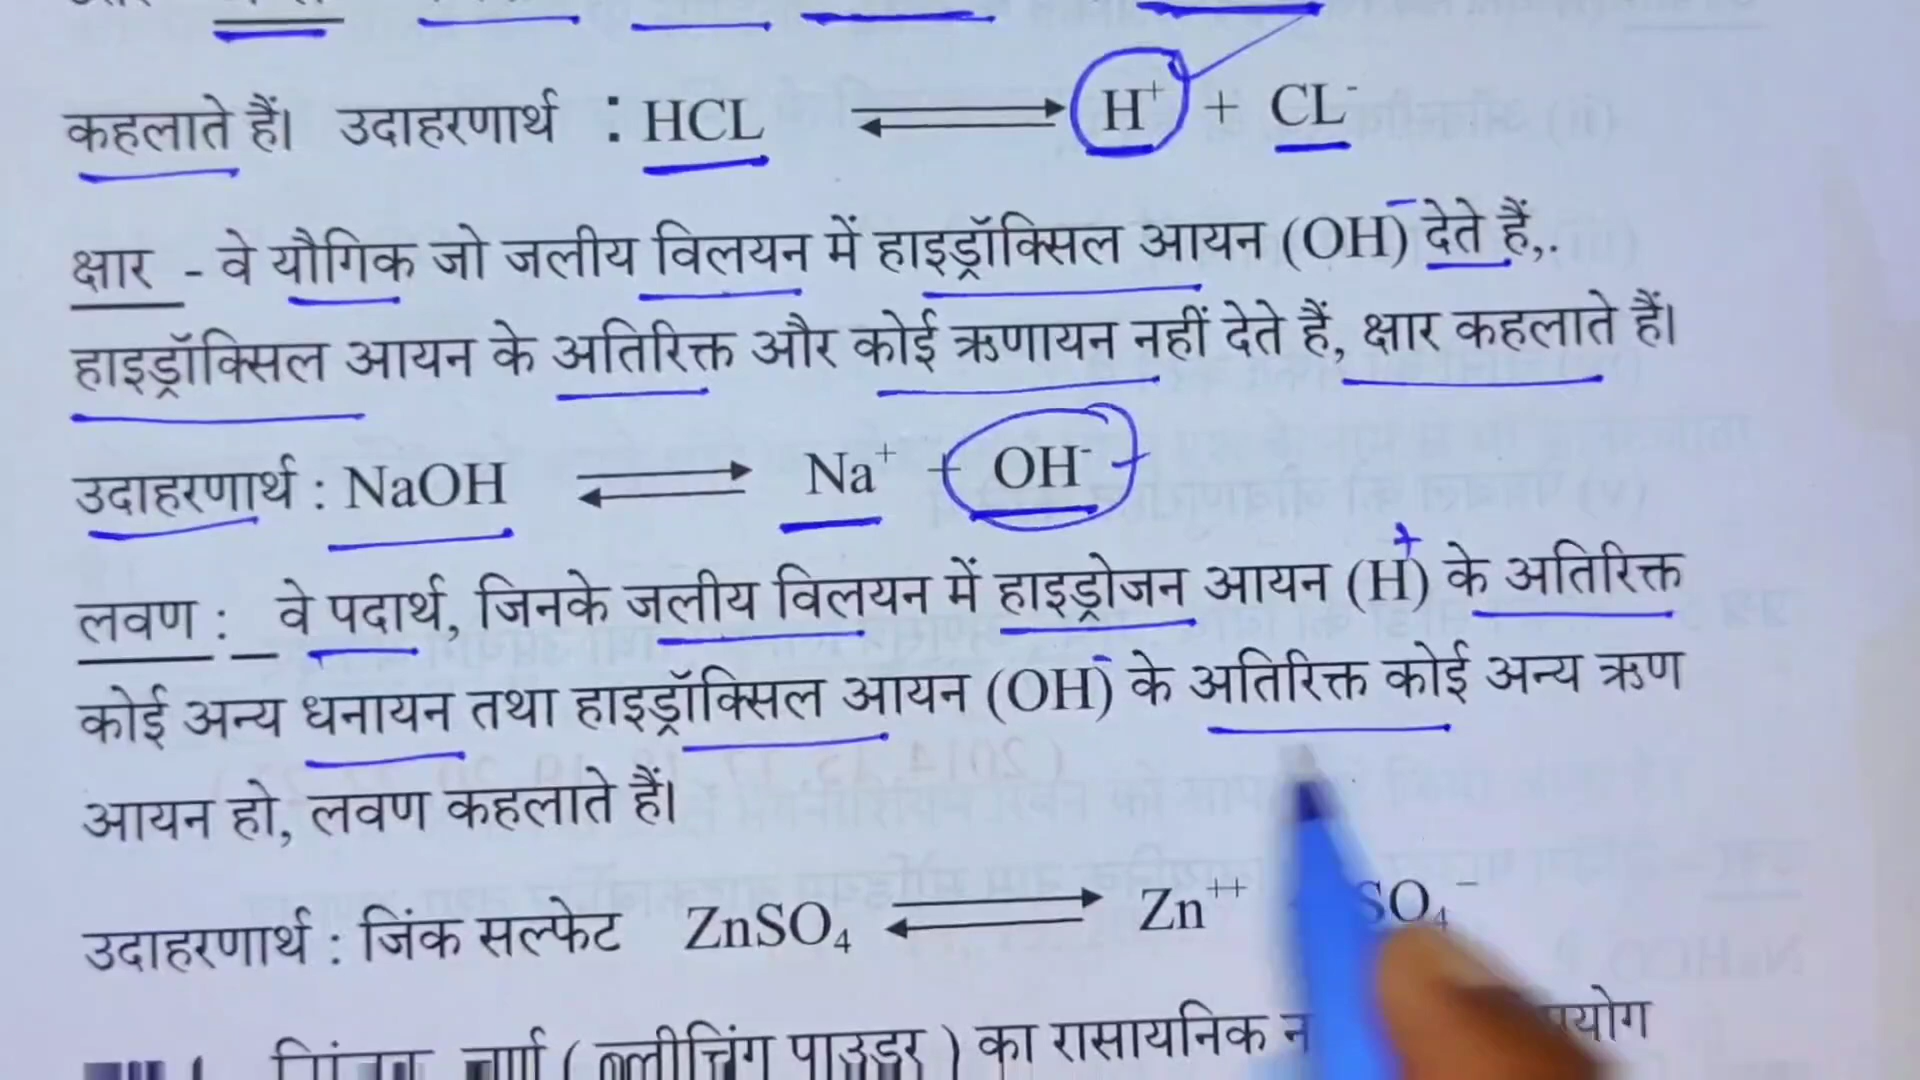 कहलाते हैं। उदाहरणार्थ : HCL ⇌ H⁺ + CL⁻
क्षार - वे यौगिक जो जलीय विलयन में हाइड्रॉक्सिल आयन (OH)⁻ देते हैं,.
हाइड्रॉक्सिल आयन के अतिरिक्त और कोई ऋणायन नहीं देते हैं, क्षार कहलाते हैं।
उदाहरणार्थ : NaOH ⇌ Na⁺ + OH⁻
लवण : वे पदार्थ, जिनके जलीय विलयन में हाइड्रोजन आयन (H)⁺ के अतिरिक्त
कोई अन्य धनायन तथा हाइड्रॉक्सिल आयन (OH)⁻ के अतिरिक्त कोई अन्य ऋण
आयन हो, लवण कहलाते हैं।
उदाहरणार्थ : जिंक सल्फेट ZnSO₄ ⇌ Zn⁺⁺ SO₄⁻
चूर्ण ( ब्लीचिंग पाउडर ) का रासायनिक